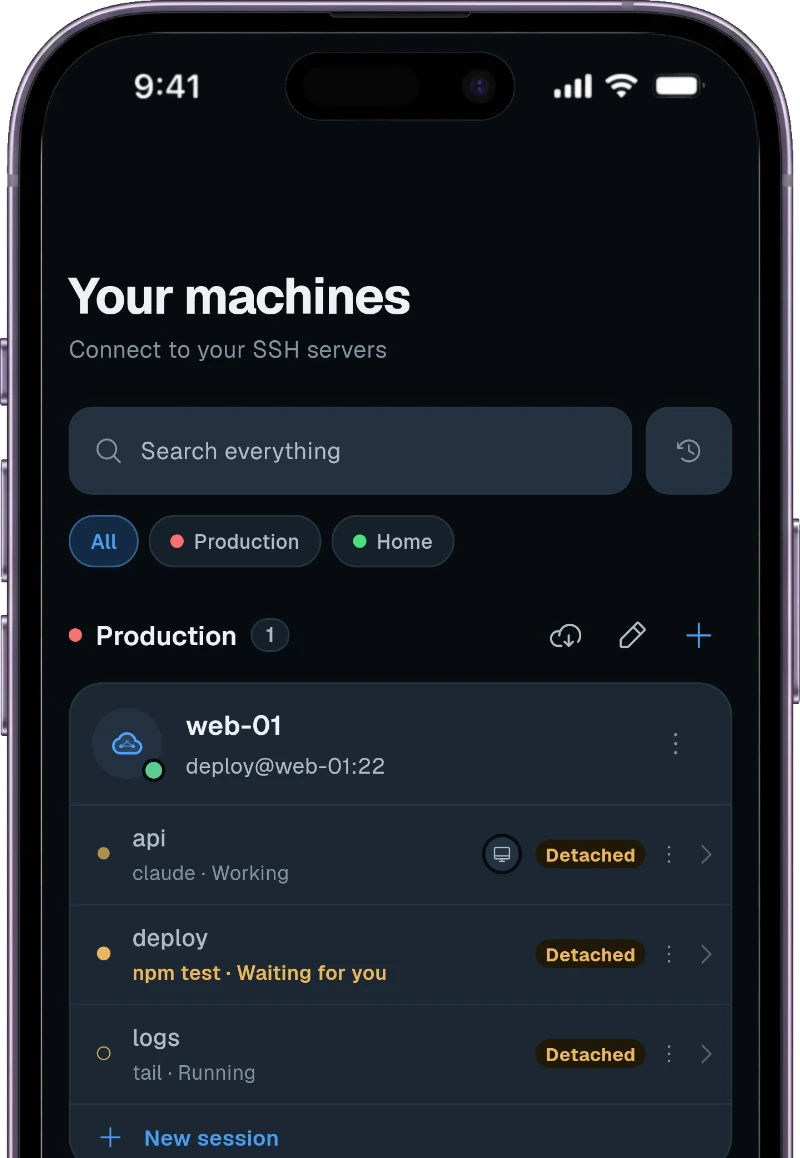 9:41
Your machines
Connect to your SSH servers
Search everything
All Production Home
Production 1
web-01
deploy@web-01:22
api
claude · Working
Detached
deploy
npm test · Waiting for you
Detached
logs
tail · Running
Detached
New session